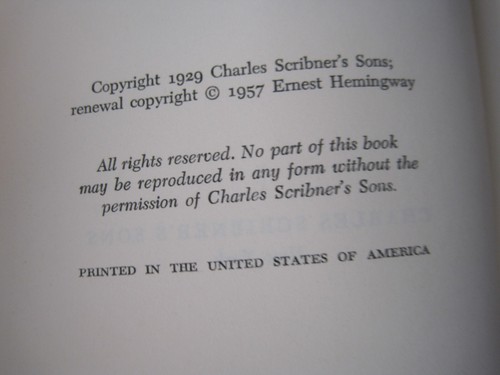 Copyright 1929 Charles Scribner's Sons;
renewal copyright © 1957 Ernest Hemingway
All rights reserved. No part of this book
may be reproduced in any form without the
permission of Charles Scribner's Sons.
PRINTED IN THE UNITED STATES OF AMERICA